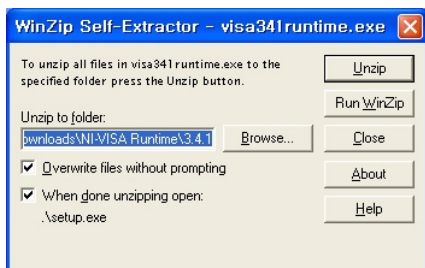 WinZip Self-Extractor - visa341runtime.exe
To unzip all files in visa341runtime.exe to the
specified folder press the Unzip button.
Unzip to folder:
ownloads\NI-VISA Runtime\3.4.1
Browse...
Overwrite files without prompting
When done unzipping open:
.\setup.exe
Unzip
Run WinZip
Close
About
Help